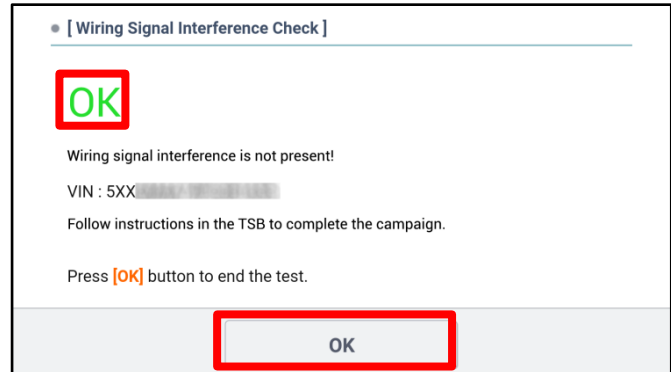 [ Wiring Signal Interference Check ]
OK
Wiring signal interference is not present!
VIN : 5XX
Follow instructions in the TSB to complete the campaign.
Press [OK] button to end the test.
OK